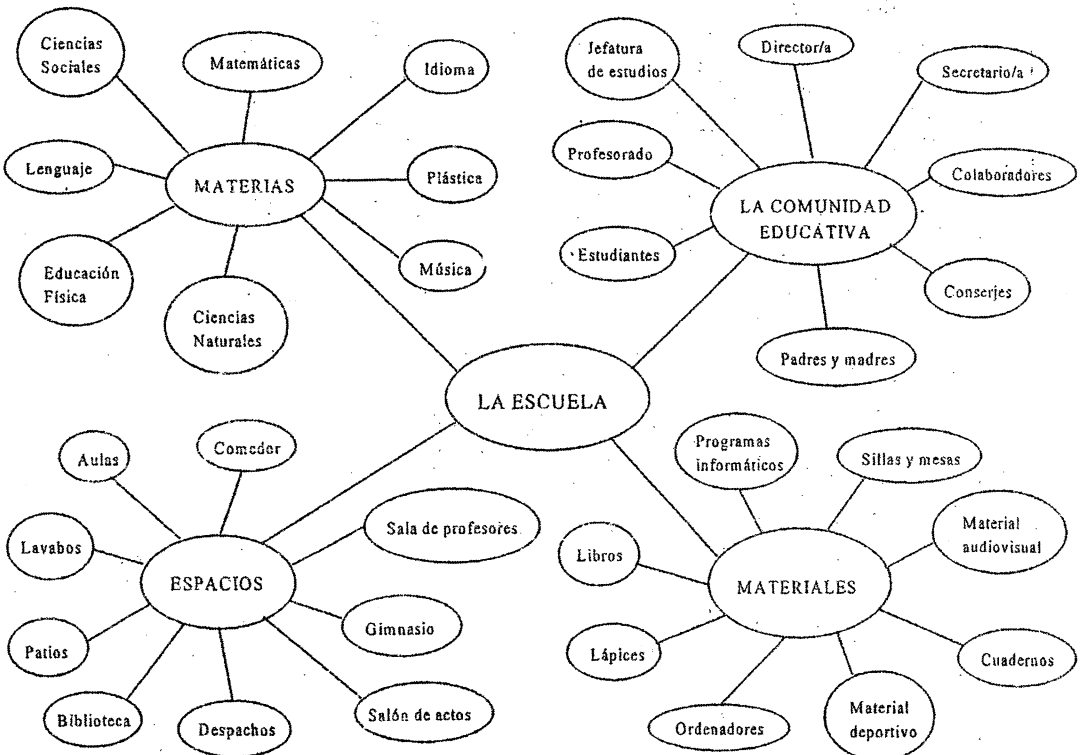 Ciencias
Sociales
Matemáticas
Idioma
Lenguaje
MATERIAS
Plástica
Educación
Física
Ciencias
Naturales
Música
Jefatura
de estudios
Director/a
Secretario/a
Profesorado
LA COMUNIDAD
EDUCÁTIVA
Colaboradores
Estudiantes
Conserjes
Padres y madres
LA ESCUELA
Aulas
Comedor
Sala de profesores
Lavabos
ESPACIOS
Gimnasio
Patios
Biblioteca
Despachos
Salón de actos
Programas
informáticos
Sillas y mesas
Material
audiovisual
Libros
MATERIALES
Lápices
Cuadernos
Ordenadores
Material
deportivo